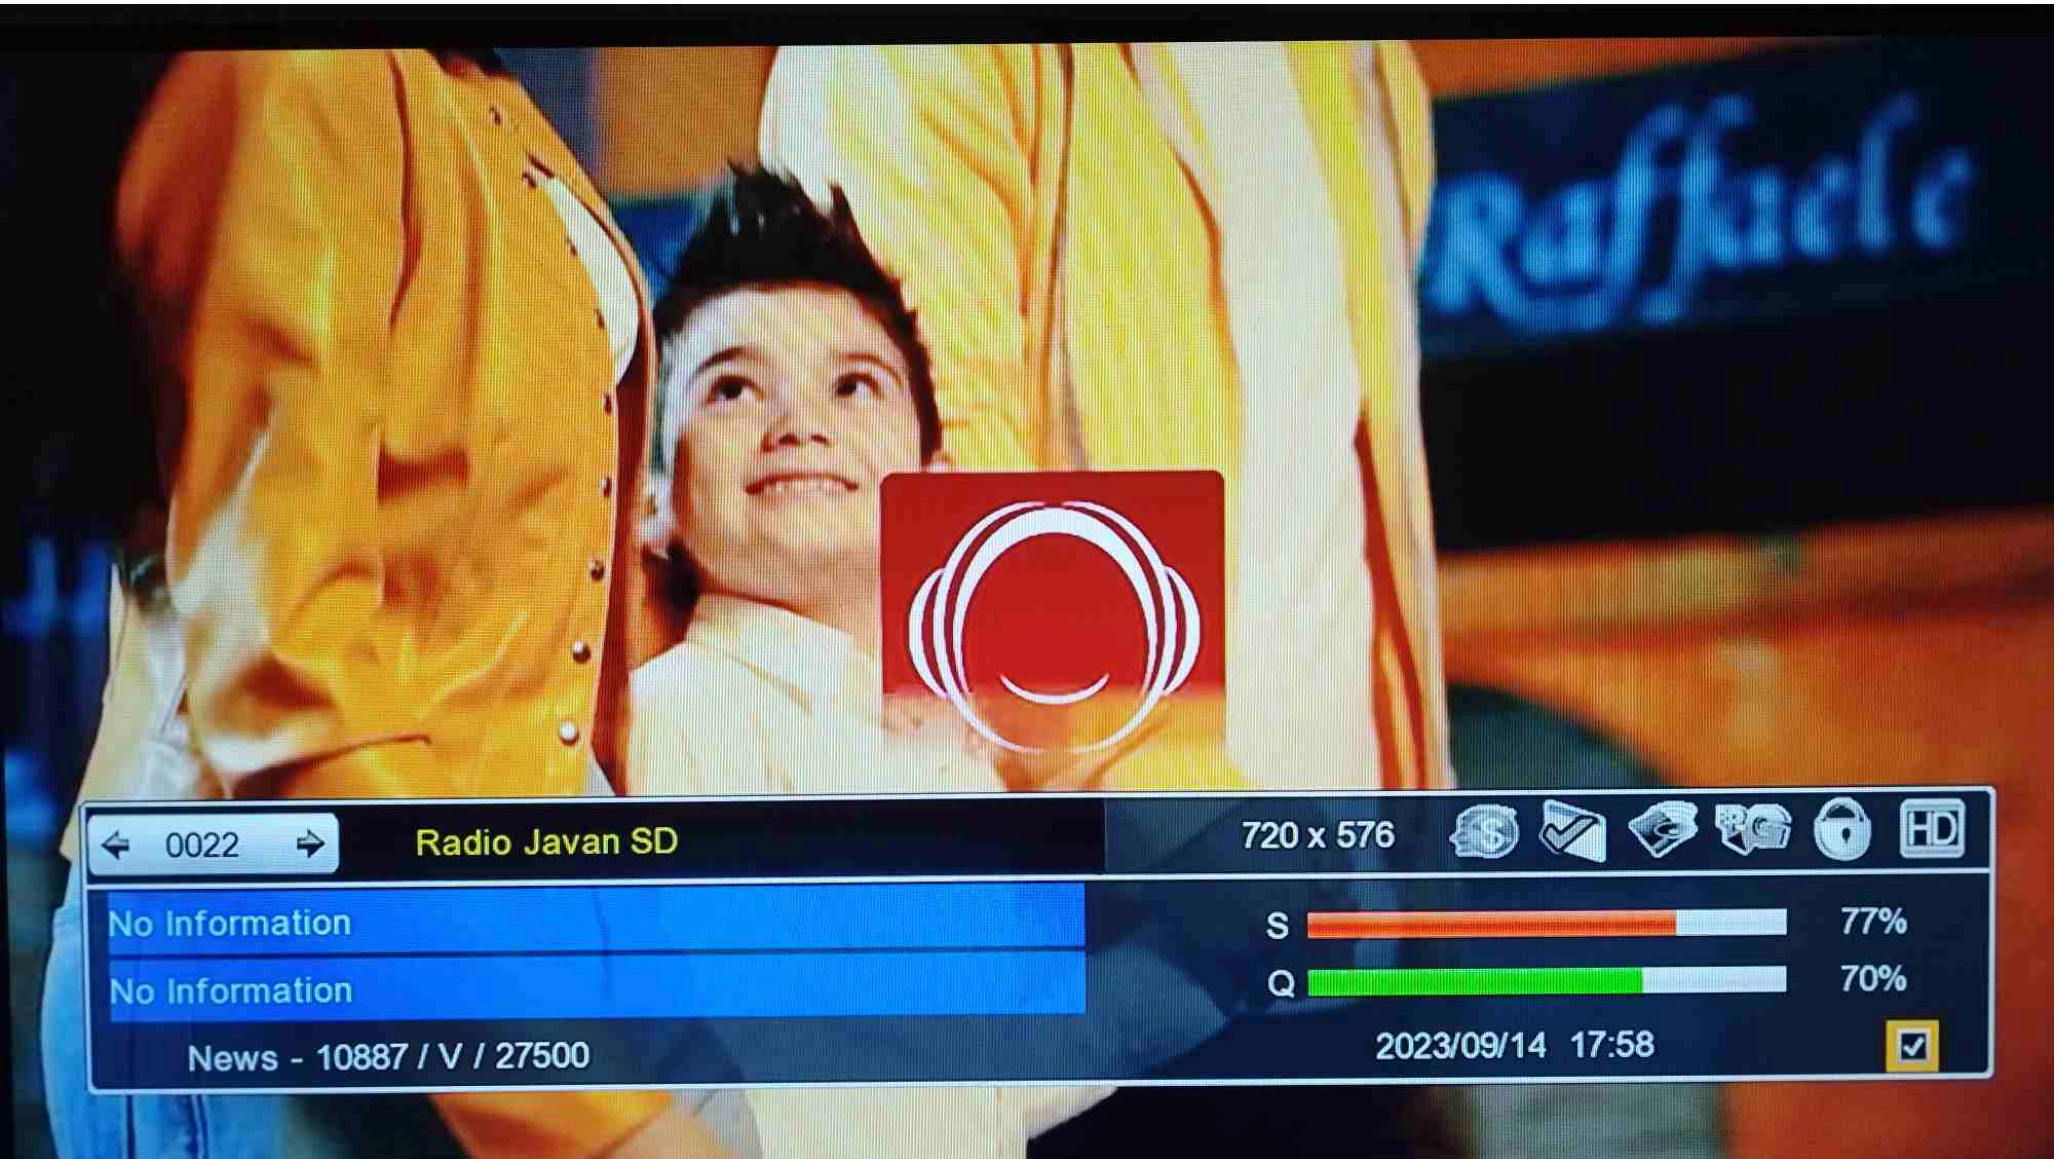 Raffaele
0022
Radio Javan SD
720 x 576
HD
No Information
S
77%
No Information
Q
70%
News - 10887 / V / 27500
2023/09/14 17:58